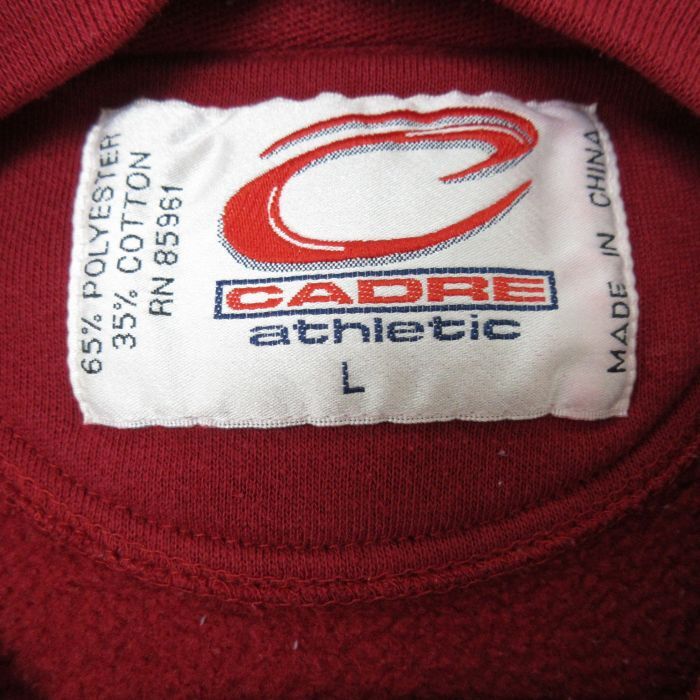 65% POLYESTER
35% COTTON
RN 85961
CADRE
athletic
L
MADE IN CHINA